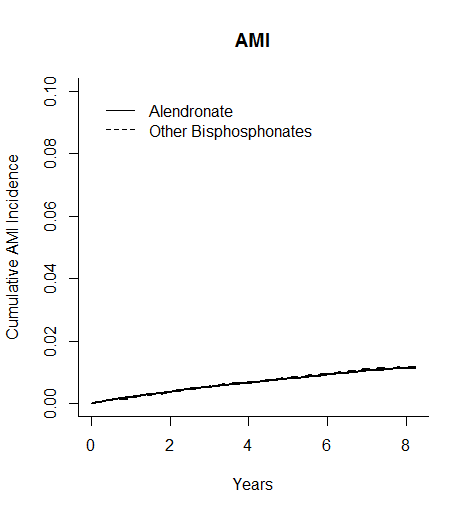 AMI
Alendronate
Other Bisphosphonates
Cumulative AMI Incidence
0.10
0.08
0.06
0.04
0.02
0.00
0 2 4 6 8
Years